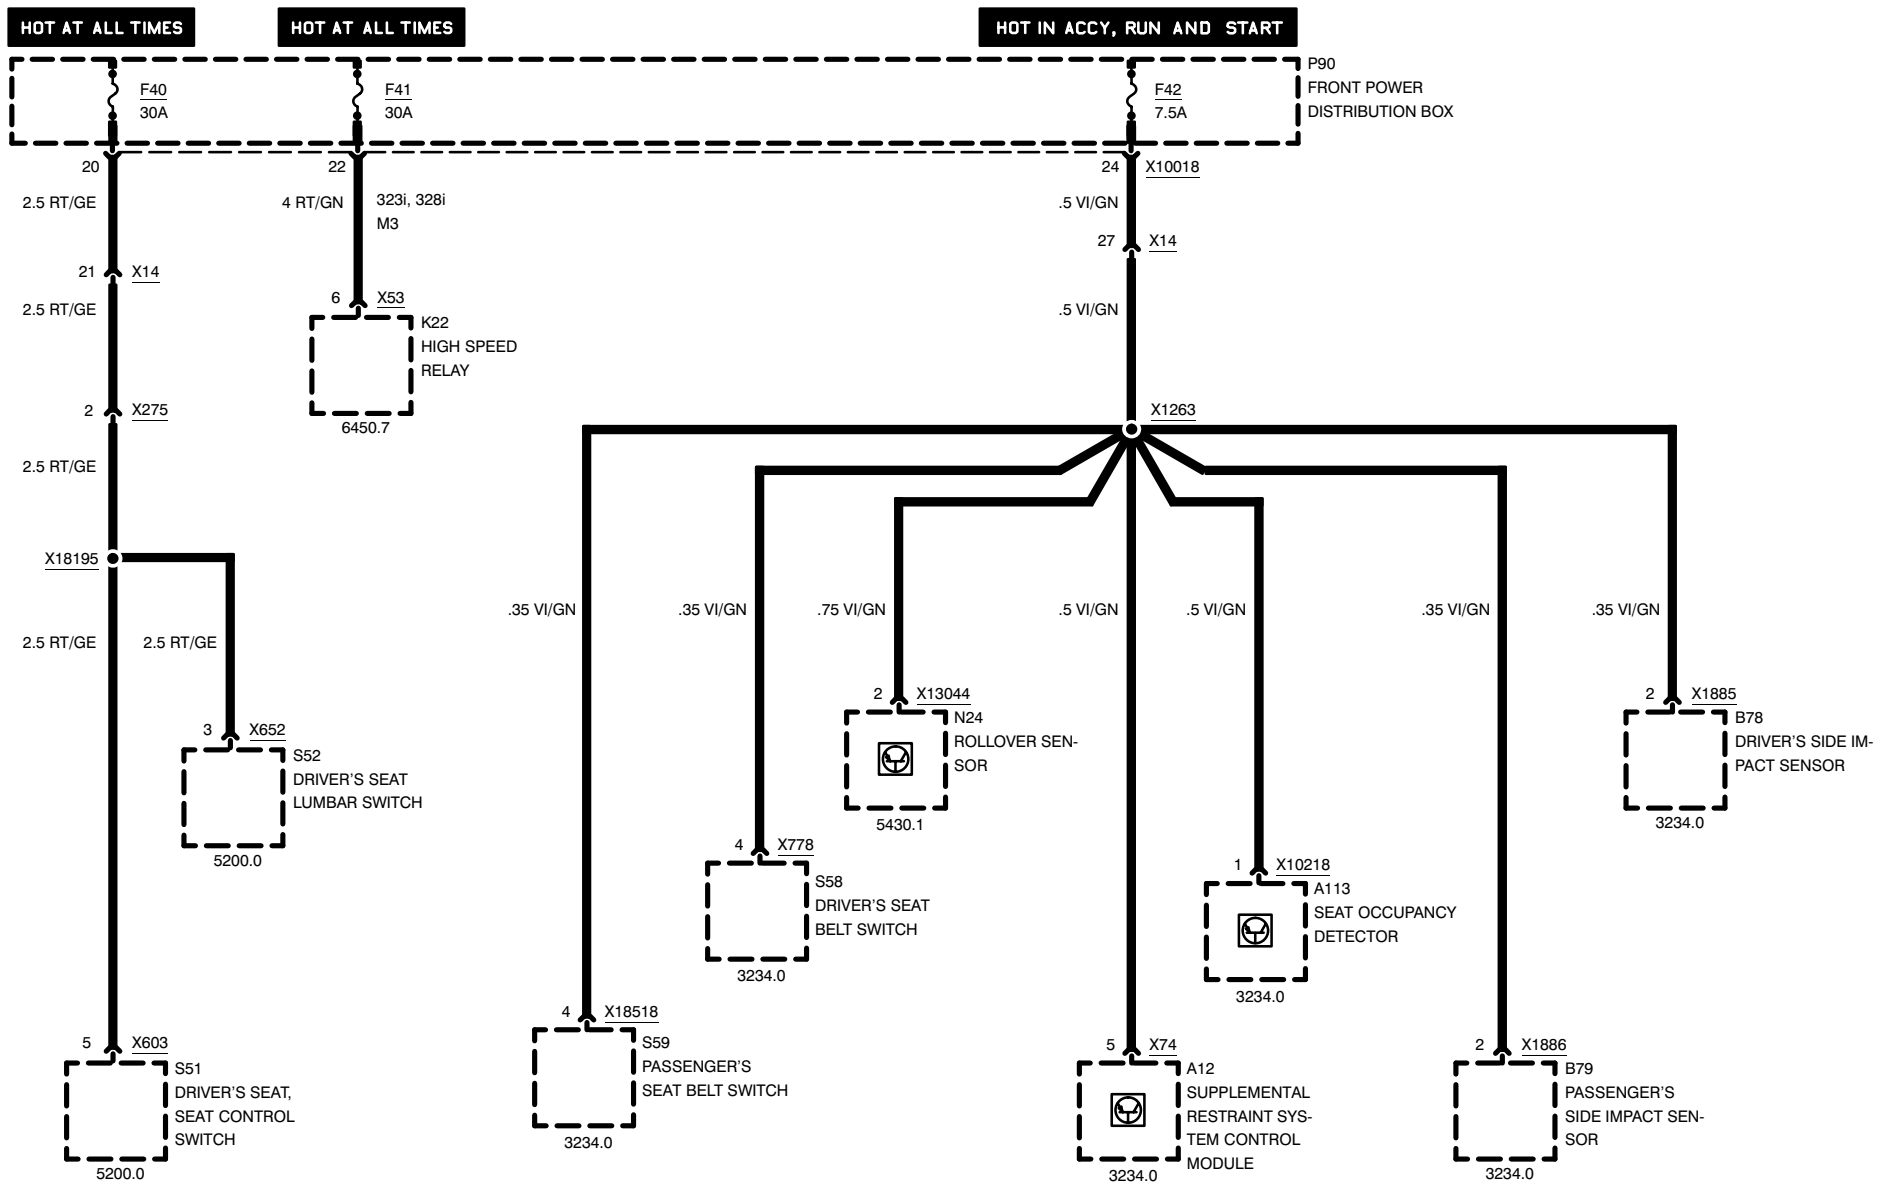 HOT AT ALL TIMES
HOT AT ALL TIMES
HOT IN ACCY, RUN AND START
P90
FRONT POWER
DISTRIBUTION BOX
F40
30A
F41
30A
F42
7.5A
20
22
24
X10018
2.5 RT/GE
4 RT/GN
323i, 328i
M3
.5 VI/GN
27
X14
21
X14
2.5 RT/GE
6
X53
.5 VI/GN
K22
HIGH SPEED
RELAY
6450.7
2
X275
X1263
2.5 RT/GE
X18195
2.5 RT/GE
2.5 RT/GE
.35 VI/GN
.35 VI/GN
.75 VI/GN
.5 VI/GN
.5 VI/GN
.35 VI/GN
.35 VI/GN
3
X652
S52
DRIVER'S SEAT
LUMBAR SWITCH
5200.0
2
X13044
N24
ROLLOVER SEN-
SOR
5430.1
2
X1885
B78
DRIVER'S SIDE IM-
PACT SENSOR
3234.0
4
X778
S58
DRIVER'S SEAT
BELT SWITCH
3234.0
1
X10218
A113
SEAT OCCUPANCY
DETECTOR
3234.0
5
X603
S51
DRIVER'S SEAT,
SEAT CONTROL
SWITCH
5200.0
4
X18518
S59
PASSENGER'S
SEAT BELT SWITCH
3234.0
5
X74
A12
SUPPLEMENTAL
RESTRAINT SYS-
TEM CONTROL
MODULE
3234.0
2
X1886
B79
PASSENGER'S
SIDE IMPACT SEN-
SOR
3234.0